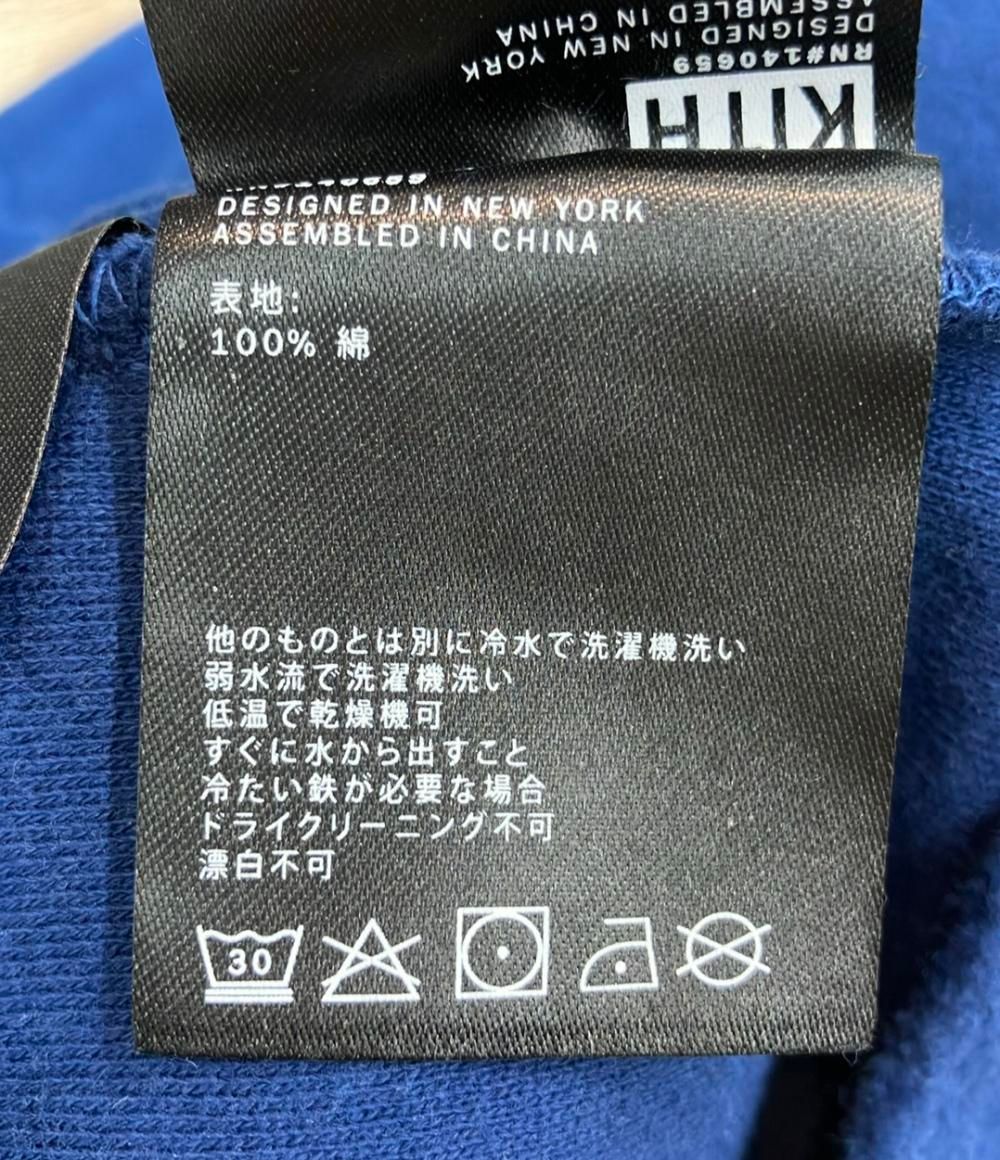 ASSEMBLED IN CHINA
DESIGNED IN NEW YORK
RN#140659
KITH
DESIGNED IN NEW YORK
ASSEMBLED IN CHINA
表地:
100% 綿
他のものとは別に冷水で洗濯機洗い
弱水流で洗濯機洗い
低温で乾燥機可
すぐに水から出すこと
冷たい鉄が必要な場合
ドライクリーニング不可
漂白不可
30